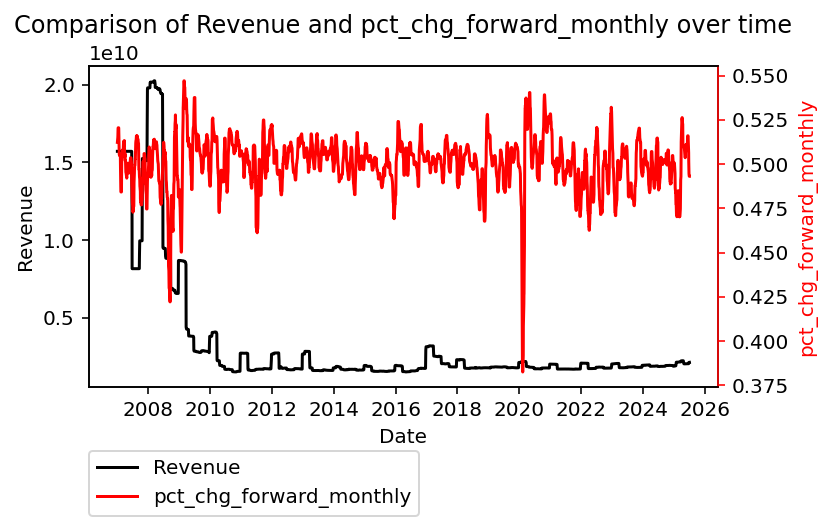 Comparison of Revenue and pct_chg_forward_monthly over time
1e10
2.0
1.5
1.0
0.5
Revenue
0.550
0.525
0.500
0.475
0.450
0.425
0.400
0.375
pct_chg_forward_monthly
2008 2010 2012 2014 2016 2018 2020 2022 2024 2026
Date
Revenue
pct_chg_forward_monthly